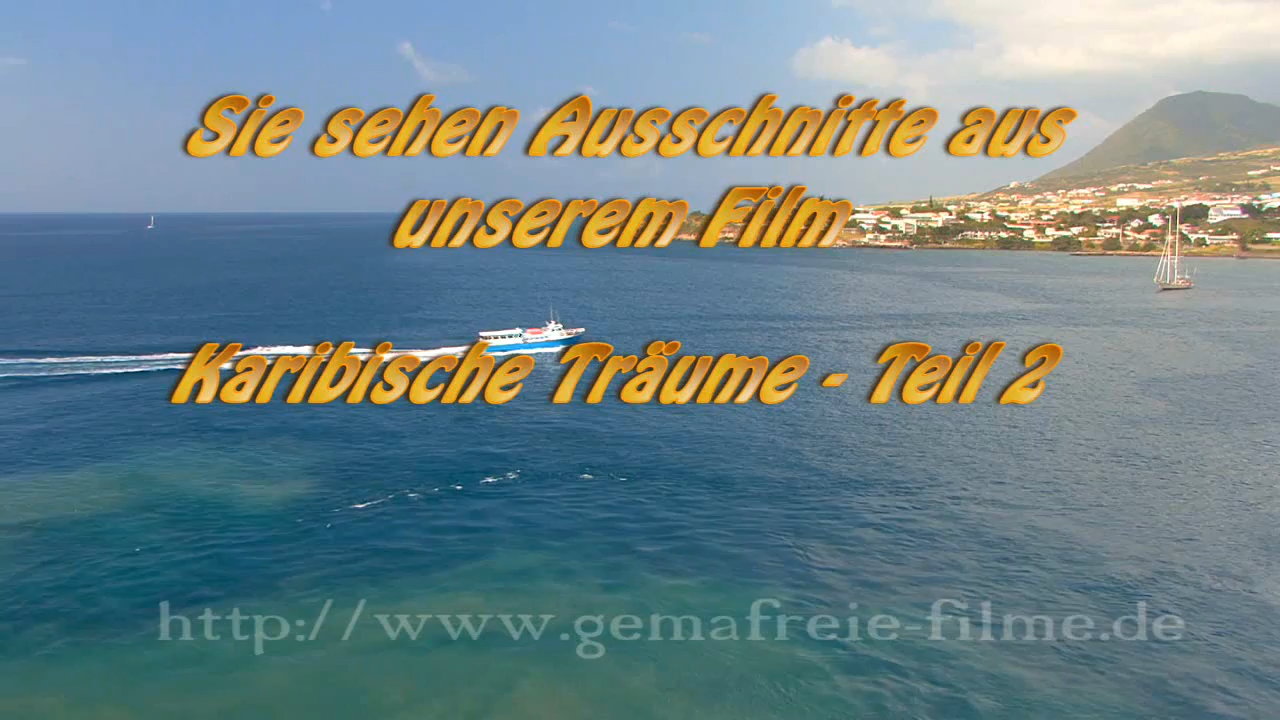 Sie sehen Ausschnitte aus
unserem Film
Karibische Träume - Teil 2
http://www.gemafreie-filme.de